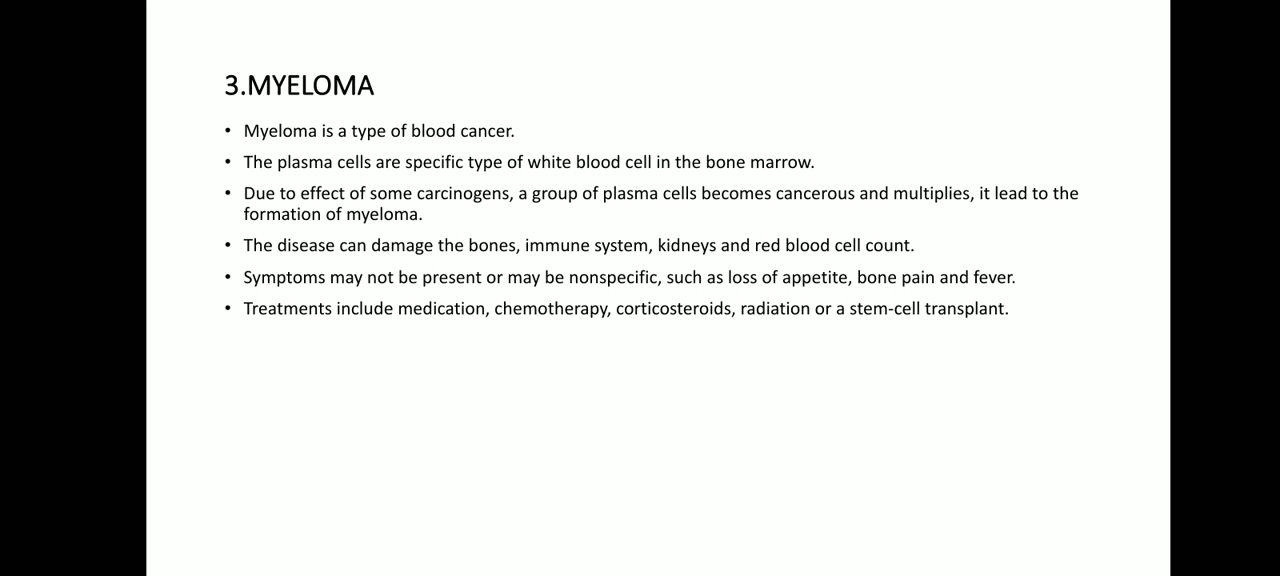 3.MYELOMA
• Myeloma is a type of blood cancer.
• The plasma cells are specific type of white blood cell in the bone marrow.
• Due to effect of some carcinogens, a group of plasma cells becomes cancerous and multiplies, it lead to the
formation of myeloma.
• The disease can damage the bones, immune system, kidneys and red blood cell count.
• Symptoms may not be present or may be nonspecific, such as loss of appetite, bone pain and fever.
• Treatments include medication, chemotherapy, corticosteroids, radiation or a stem-cell transplant.